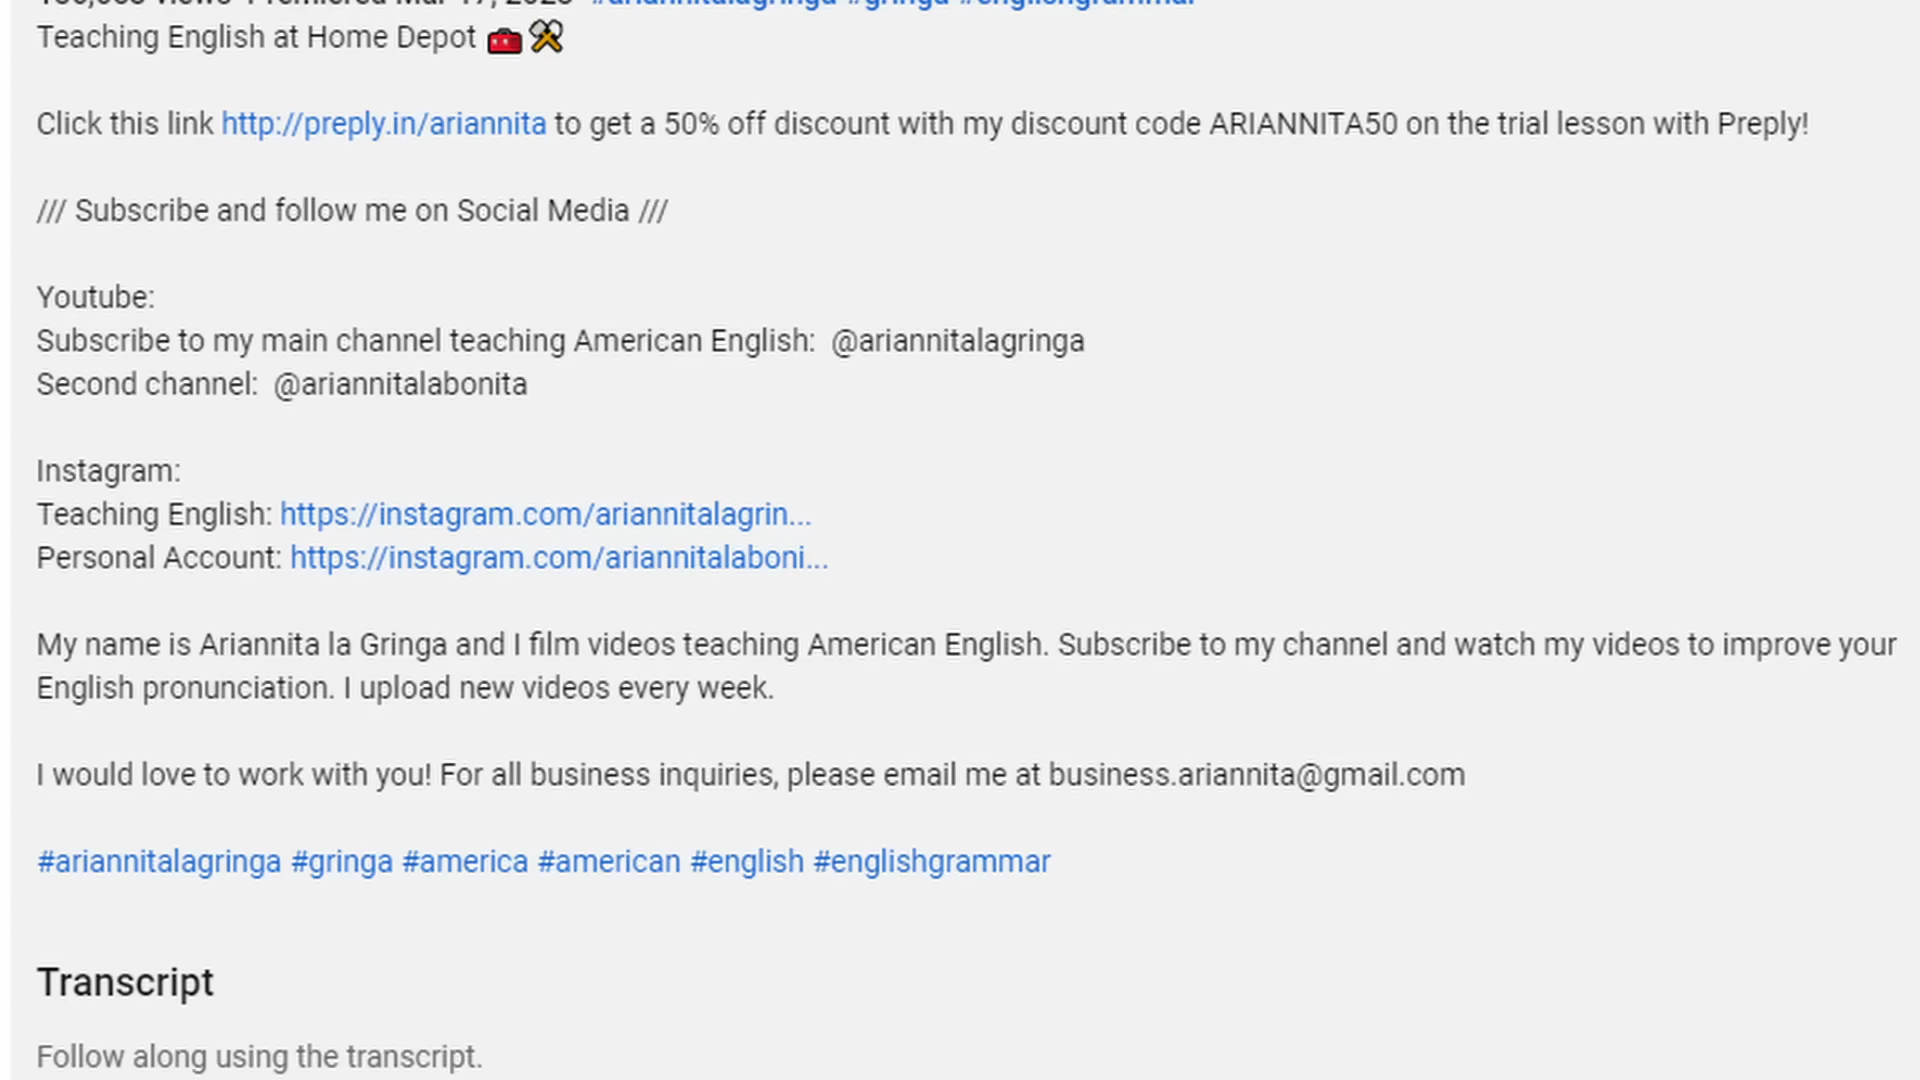 Teaching English at Home Depot 🧰⚒️
Click this link http://preply.in/ariannita to get a 50% off discount with my discount code ARIANNITA50 on the trial lesson with Preply!
/// Subscribe and follow me on Social Media ///
Youtube:
Subscribe to my main channel teaching American English:  @ariannitalagringa
Second channel:  @ariannitalabonita
Instagram:
Teaching English: https://instagram.com/ariannitalagrin...
Personal Account: https://instagram.com/ariannitalaboni...
My name is Ariannita la Gringa and I film videos teaching American English. Subscribe to my channel and watch my videos to improve your
English pronunciation. I upload new videos every week.
I would love to work with you! For all business inquiries, please email me at business.ariannita@gmail.com
#ariannitalagringa #gringa #america #american #english #englishgrammar
Transcript
Follow along using the transcript.